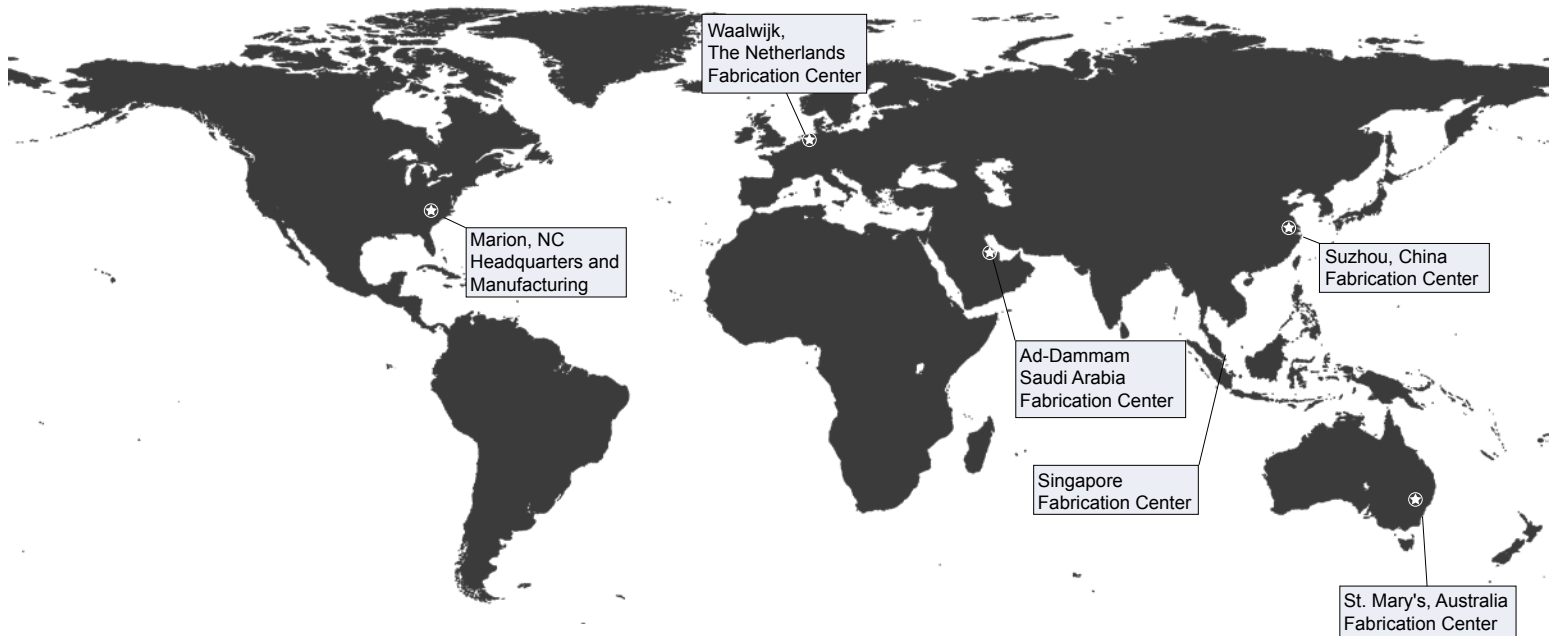 Waalwijk,
The Netherlands
Fabrication Center
Marion, NC
Headquarters and
Manufacturing
Suzhou, China
Fabrication Center
Ad-Dammam
Saudi Arabia
Fabrication Center
Singapore
Fabrication Center
St. Mary's, Australia
Fabrication Center